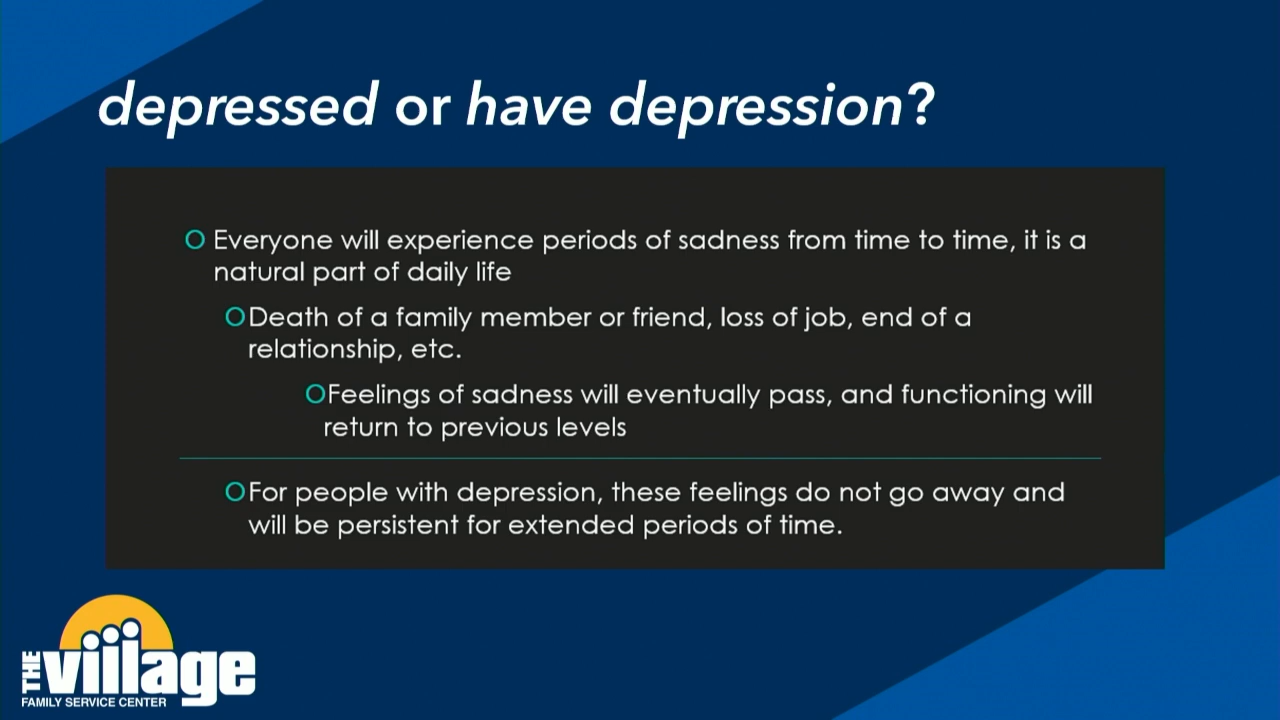 depressed or have depression?
O Everyone will experience periods of sadness from time to time, it is a
natural part of daily life
O Death of a family member or friend, loss of job, end of a
relationship, etc.
O Feelings of sadness will eventually pass, and functioning will
return to previous levels
O For people with depression, these feelings do not go away and
will be persistent for extended periods of time.
THE village
FAMILY SERVICE CENTER